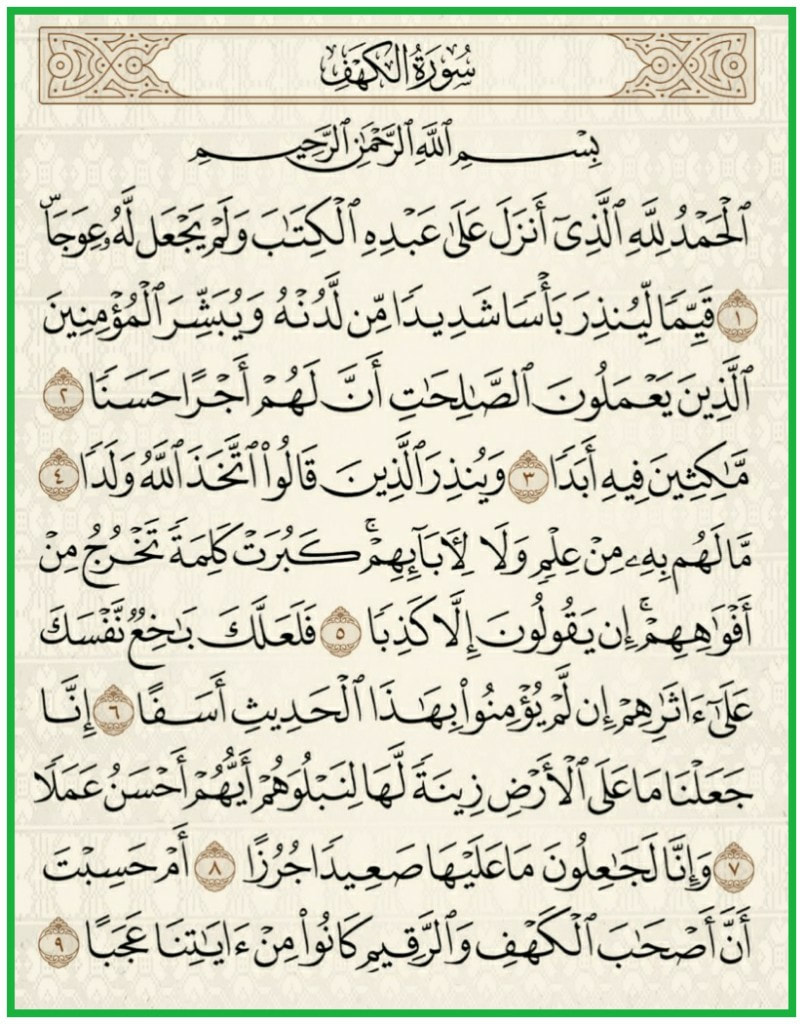 سُورَةُ الكَهۡفِ
بِسۡمِ ٱللَّهِ ٱلرَّحۡمَٰنِ ٱلرَّحِيمِ
ٱلۡحَمۡدُ لِلَّهِ ٱلَّذِيٓ أَنزَلَ عَلَىٰ عَبۡدِهِ ٱلۡكِتَٰبَ وَلَمۡ يَجۡعَل لَّهُۥ عِوَجَاۜ
١ قَيِّمٗا لِّيُنذِرَ بَأۡسٗا شَدِيدٗا مِّن لَّدُنۡهُ وَيُبَشِّرَ ٱلۡمُؤۡمِنِينَ
ٱلَّذِينَ يَعۡمَلُونَ ٱلصَّٰلِحَٰتِ أَنَّ لَهُمۡ أَجۡرًا حَسَنٗا ٢
مَّٰكِثِينَ فِيهِ أَبَدٗا ٣ وَيُنذِرَ ٱلَّذِينَ قَالُواْ ٱتَّخَذَ ٱللَّهُ وَلَدٗا ٤
مَّا لَهُم بِهِۦ مِنۡ عِلۡمٖ وَلَا لِأٓبَآئِهِمۡۚ كَبُرَتۡ كَلِمَةٗ تَخۡرُجُ مِنۡ
أَفۡوَٰهِهِمۡۚ إِن يَقُولُونَ إِلَّا كَذِبٗا ٥ فَلَعَلَّكَ بَٰخِعٞ نَّفۡسَكَ
عَلَىٰٓ ءَاثَٰرِهِمۡ إِن لَّمۡ يُؤۡمِنُواْ بِهَٰذَا ٱلۡحَدِيثِ أَسَفًا ٦ إِنَّا
جَعَلۡنَا مَا عَلَى ٱلۡأَرۡضِ زِينَةٗ لَّهَا لِنَبۡلُوَهُمۡ أَيُّهُمۡ أَحۡسَنُ عَمَلٗا
٧ وَإِنَّا لَجَٰعِلُونَ مَا عَلَيۡهَا صَعِيدٗا جُرُزًا ٨ أَمۡ حَسِبۡتَ
أَنَّ أَصۡحَٰبَ ٱلۡكَهۡفِ وَٱلرَّقِيمِ كَانُواْ مِنۡ ءَايَٰتِنَا عَجَبًا ٩